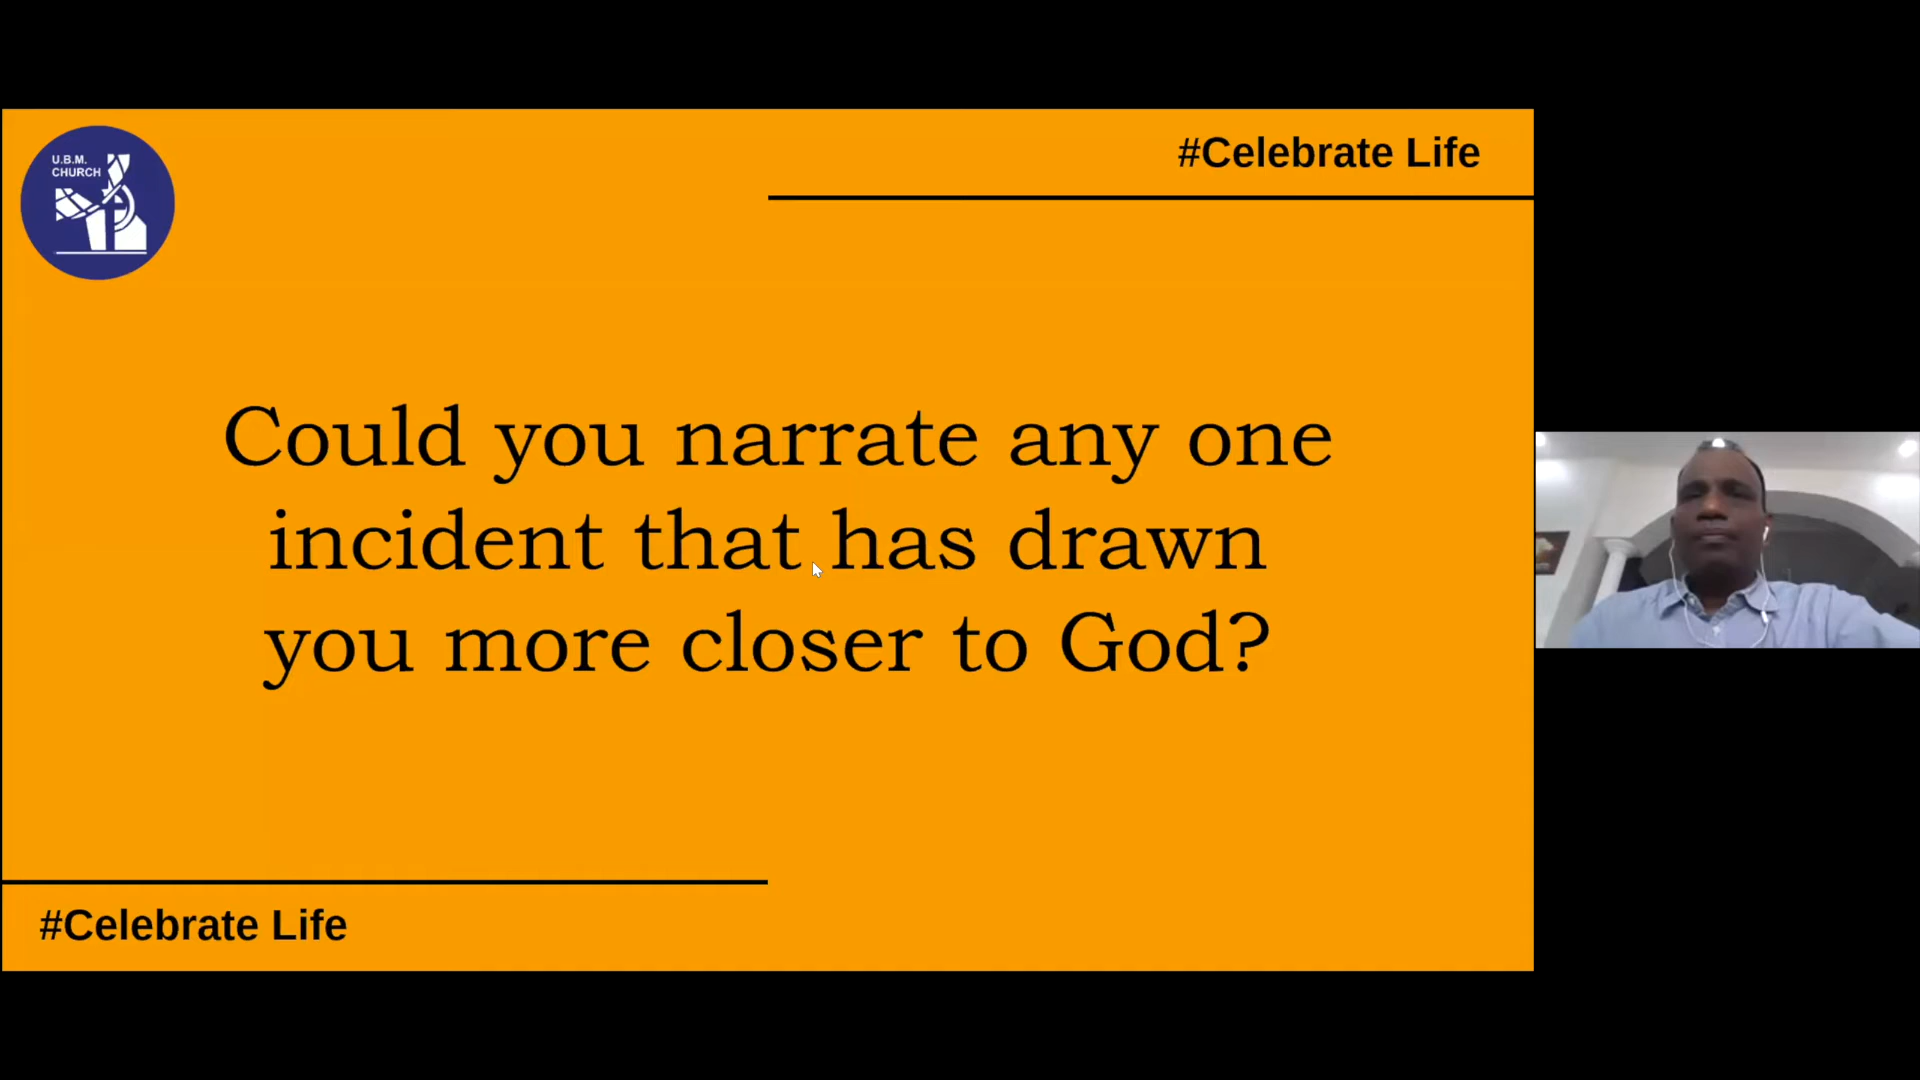 U.B.M.
CHURCH
#Celebrate Life
Could you narrate any one
incident that has drawn
you more closer to God?
#Celebrate Life